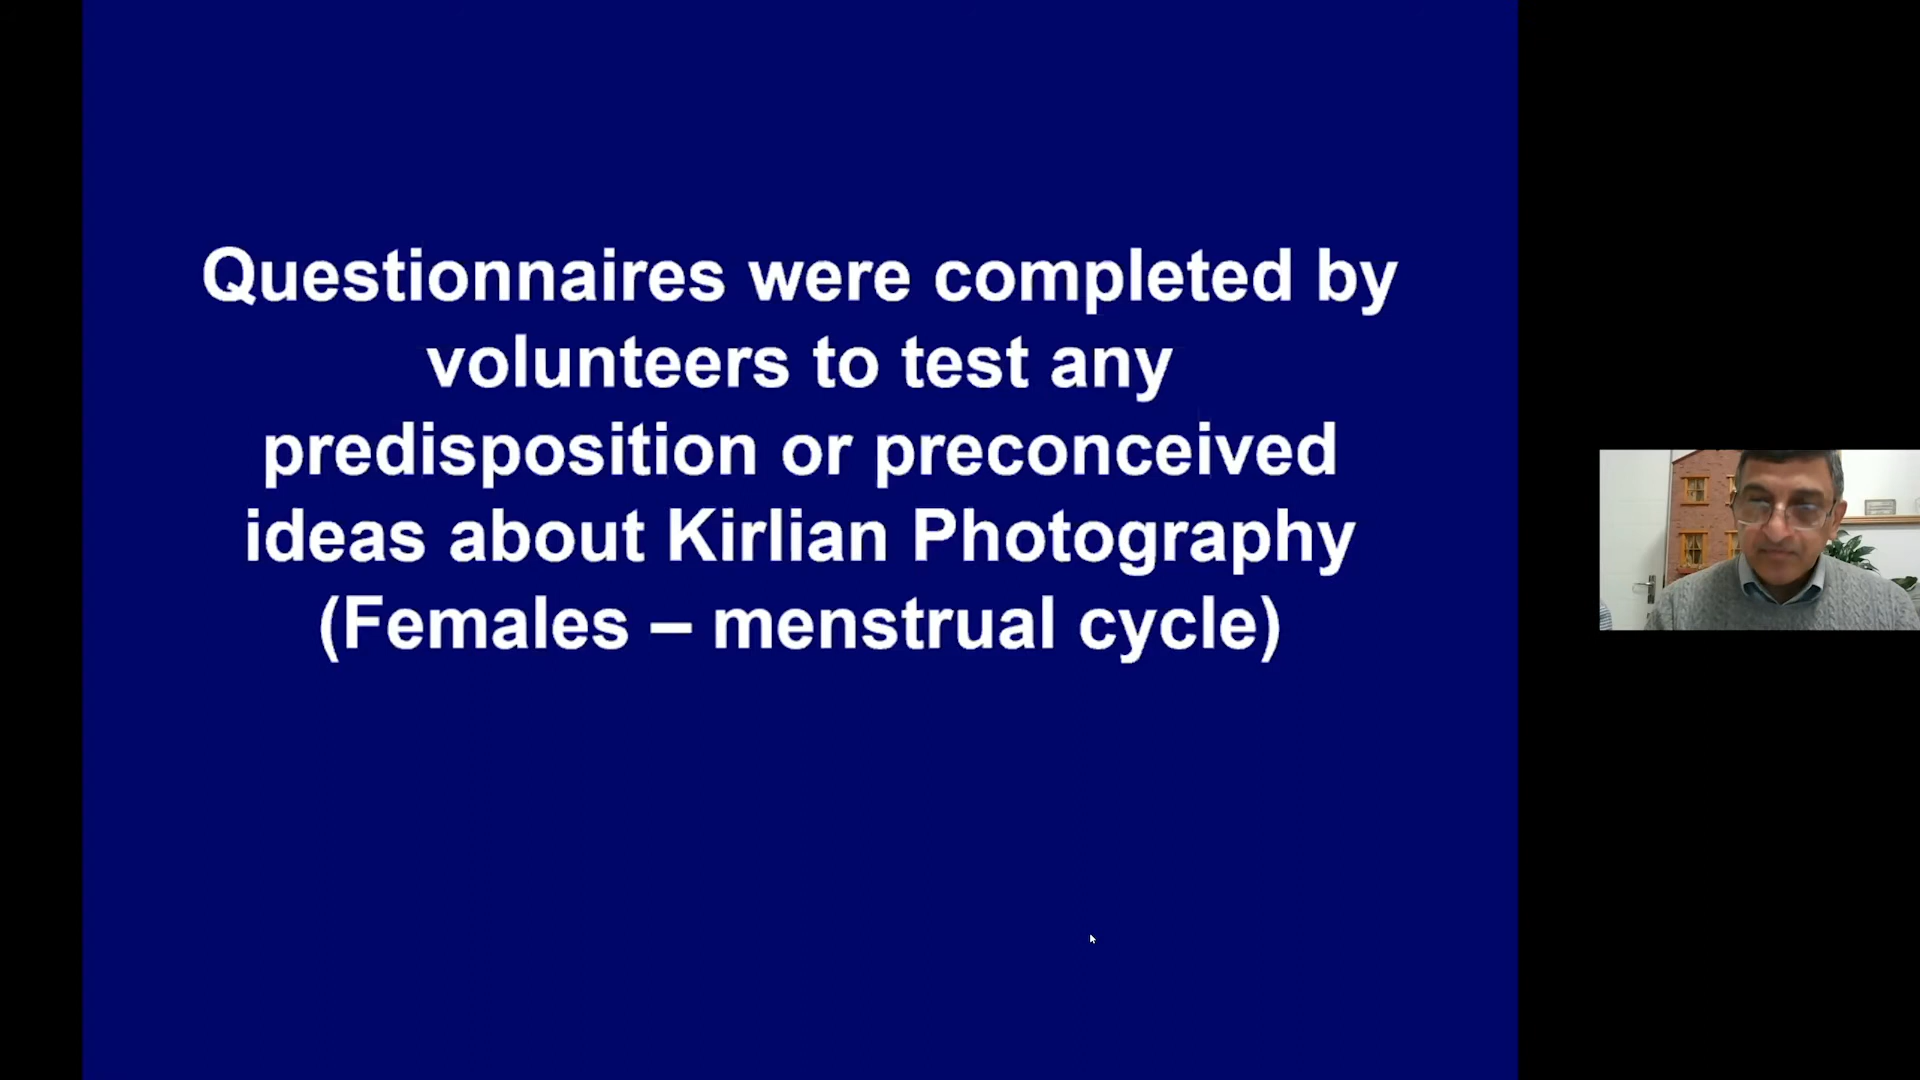 Questionnaires were completed by
volunteers to test any
predisposition or preconceived
ideas about Kirlian Photography
(Females – menstrual cycle)